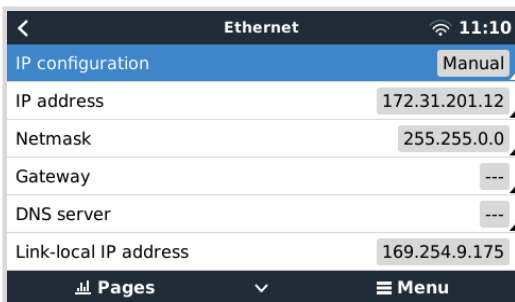 Ethernet 11:10
IP configuration Manual
IP address 172.31.201.12
Netmask 255.255.0.0
Gateway ---
DNS server ---
Link-local IP address 169.254.9.175
Pages Menu